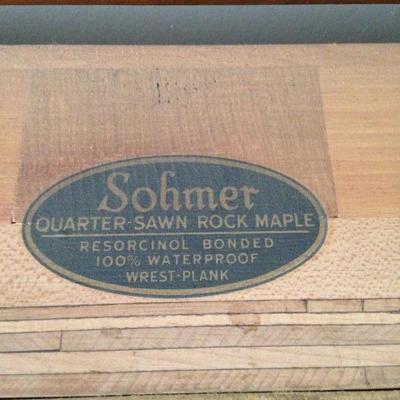 Sohmer
QUARTER-SAWN ROCK MAPLE
RESORCINOL BONDED
100% WATERPROOF
WREST-PLANK